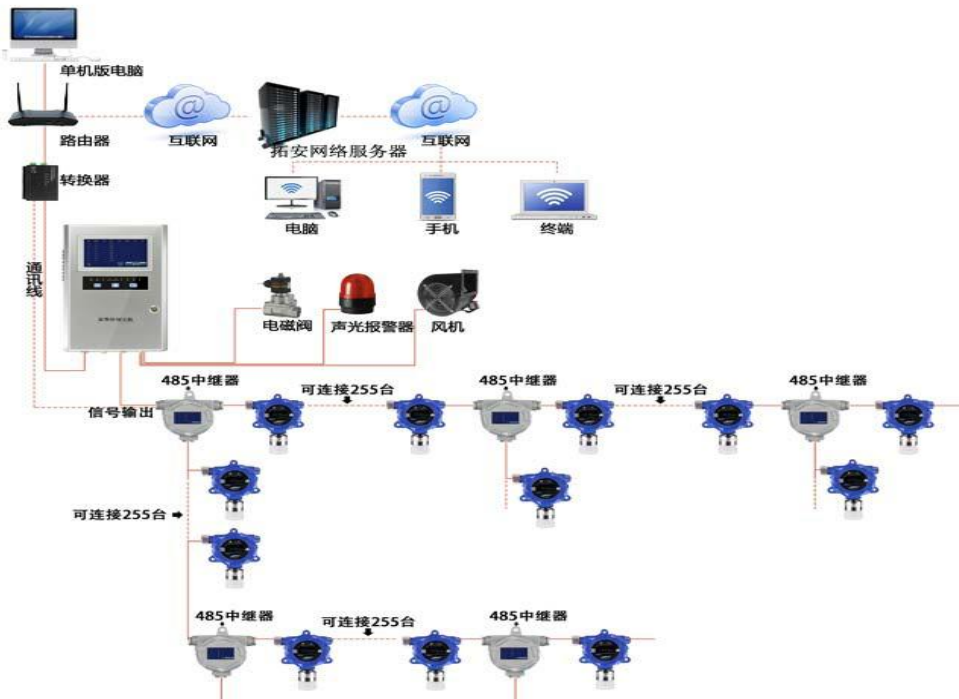 单机版电脑
路由器
互联网
拓安网络服务器
互联网
转换器
电脑
手机
终端
通讯线
电磁阀
声光报警器
风机
485中继器
可连接255台
485中继器
可连接255台
485中继器
信号输出
可连接255台
485中继器
可连接255台
485中继器